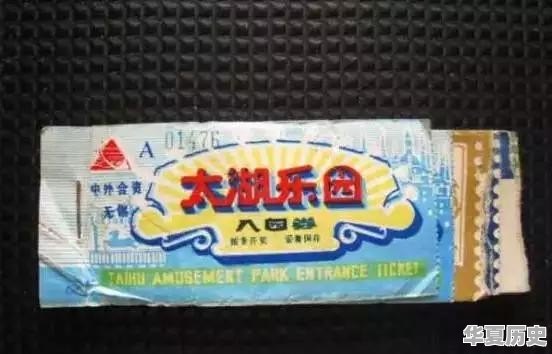 A 01476
中外合资
无锡
太湖乐园
入园券
TAIHU AMUSEMENT PARK ENTRANCE TICKET
华夏历史